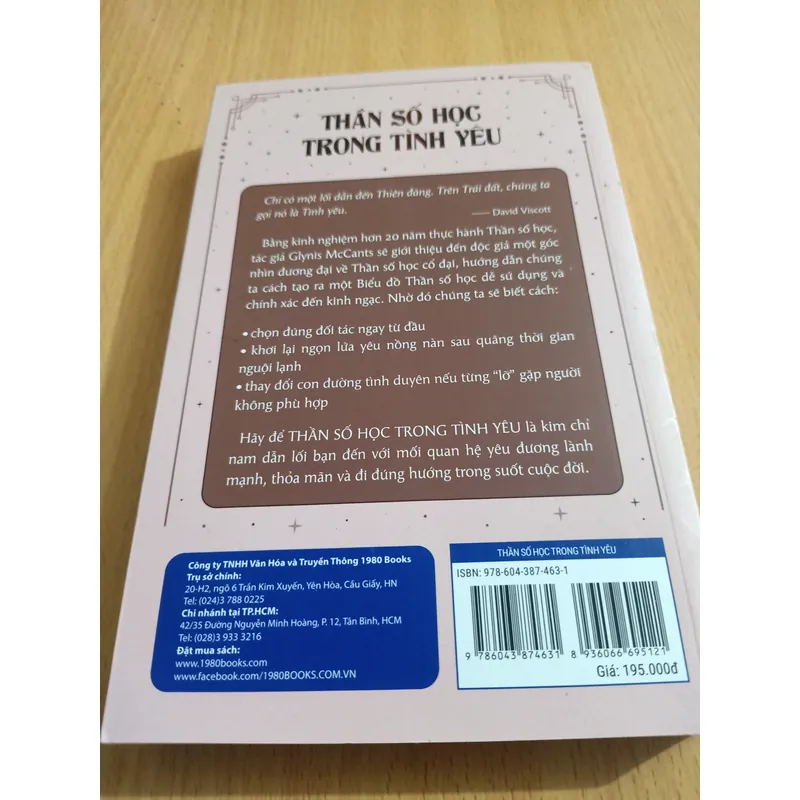 THẦN SỐ HỌC
TRONG TÌNH YÊU
Chỉ có một lối dẫn đến Thiên đàng. Trên Trái đất, chúng ta
gọi nó là Tình yêu.
David Viscott
Bằng kinh nghiệm hơn 20 năm thực hành Thần số học,
tác giả Glynis McCants sẽ giới thiệu đến độc giả một góc
nhìn đương đại về Thần số học cổ đại, hướng dẫn chúng
ta cách tạo ra một Biểu đồ Thần số học dễ sử dụng và
chính xác đến kinh ngạc. Nhờ đó chúng ta sẽ biết cách:
• chọn đúng đối tác ngay từ đầu
• khơi lại ngọn lửa yêu nồng nàn sau quãng thời gian
nguội lạnh
• thay đổi con đường tình duyên nếu từng “lỡ” gặp người
không phù hợp
Hãy để THẦN SỐ HỌC TRONG TÌNH YÊU là kim chỉ
nam dẫn lối bạn đến với mối quan hệ yêu đương lành
mạnh, thỏa mãn và đi đúng hướng trong suốt cuộc đời.
Công ty TNHH Văn Hóa và Truyền Thông 1980 Books
Trụ sở chính:
20-H2, ngõ 6 Trần Kim Xuyến, Yên Hòa, Cầu Giấy, HN
Tel: (024)3 788 0225
Chi nhánh tại TP.HCM:
42/35 Đường Nguyễn Minh Hoàng, P. 12, Tân Bình, HCM
Tel: (028)3 933 3216
Đặt mua sách:
www.1980books.com
www.facebook.com/1980BOOKS.COM.VN
THẦN SỐ HỌC TRONG TÌNH YÊU
ISBN: 978-604-387-463-1
9 786043 874631 8 936066 695121
Giá: 195.000đ